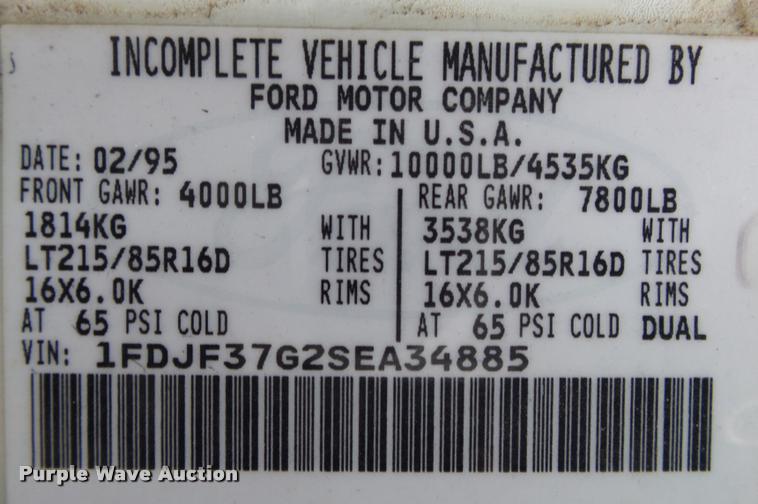 INCOMPLETE VEHICLE MANUFACTURED BY
FORD MOTOR COMPANY
MADE IN U.S.A.
DATE: 02/95 GVWR: 10000LB/4535KG
FRONT GAWR: 4000LB REAR GAWR: 7800LB
1814KG WITH 3538KG WITH
LT215/85R16D TIRES LT215/85R16D TIRES
16X6.0K RIMS 16X6.0K RIMS
AT 65 PSI COLD AT 65 PSI COLD DUAL
VIN: 1FDJF37G2SEA34885
Purple Wave Auction